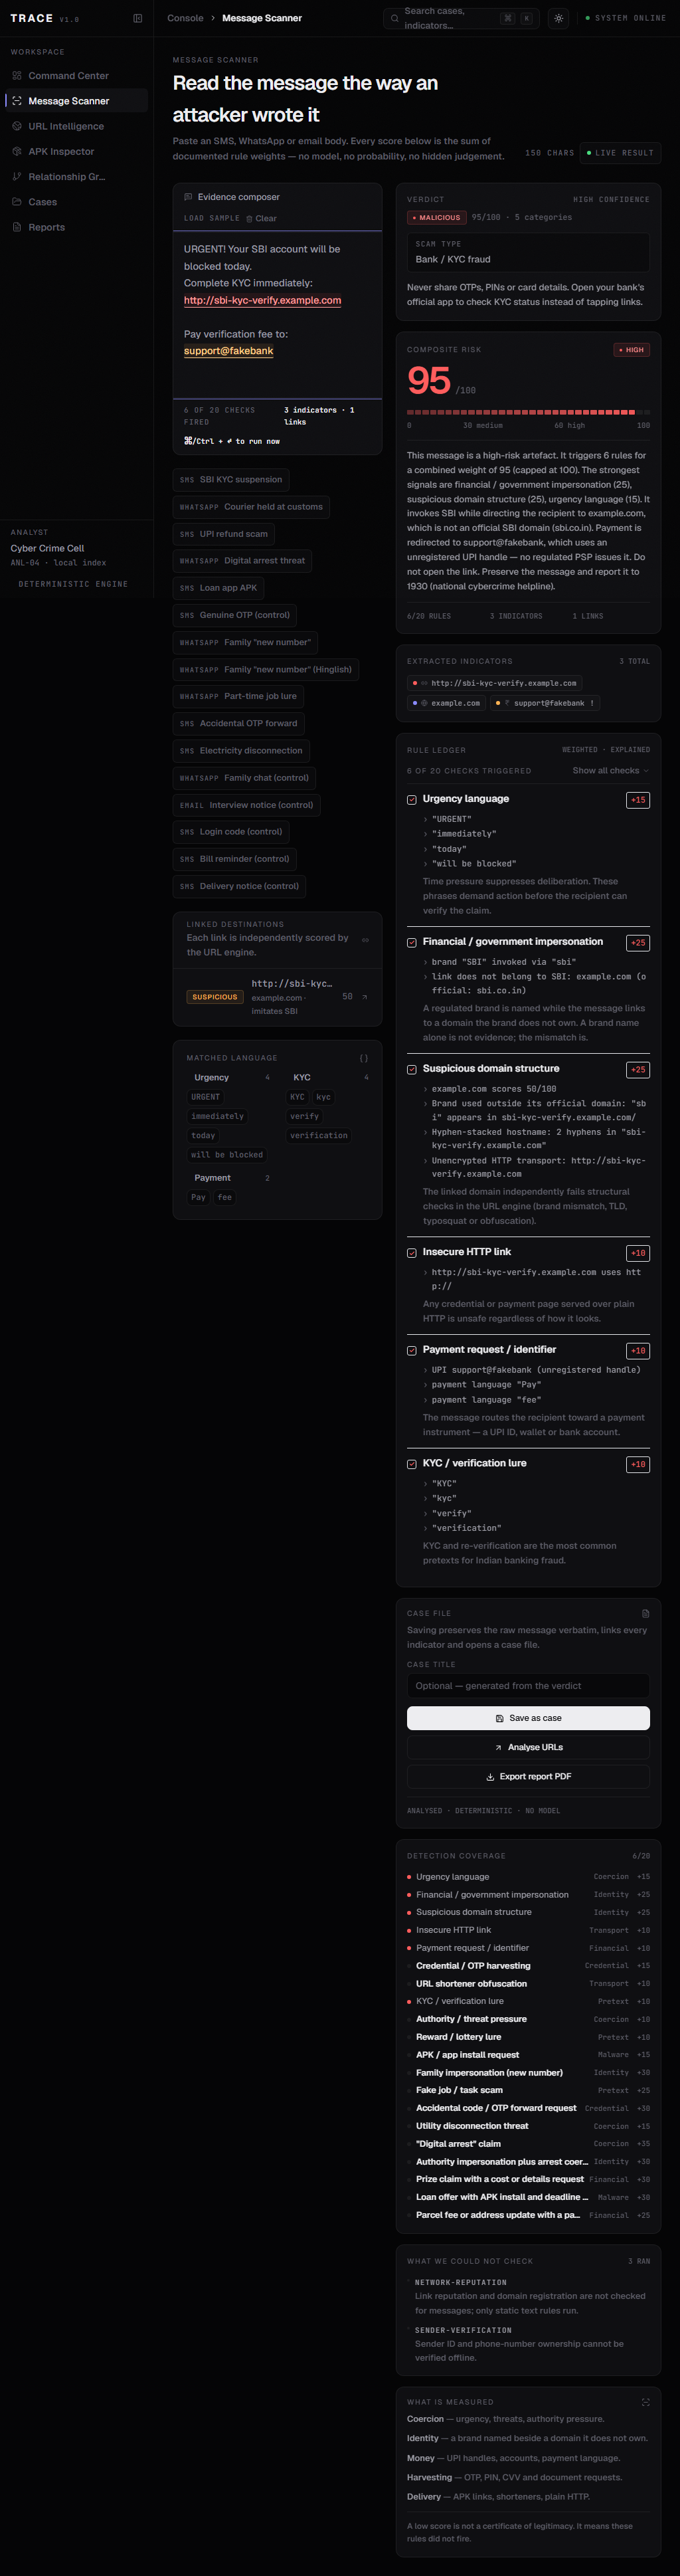 TRACE V1.0
Console > Message Scanner
Search cases, indicators…
⌘ K
SYSTEM ONLINE
WORKSPACE
Command Center
Message Scanner
URL Intelligence
APK Inspector
Relationship Gr…
Cases
Reports
ANALYST
Cyber Crime Cell
ANL-04 · local index
DETERMINISTIC ENGINE
MESSAGE SCANNER
Read the message the way an
attacker wrote it
Paste an SMS, WhatsApp or email body. Every score below is the sum of
documented rule weights — no model, no probability, no hidden judgement.
150 CHARS
LIVE RESULT
Evidence composer
LOAD SAMPLE Clear
URGENT! Your SBI account will be
blocked today.
Complete KYC immediately:
http://sbi-kyc-verify.example.com
Pay verification fee to:
support@fakebank
6 OF 20 CHECKS
FIRED
3 indicators · 1
links
⌘/Ctrl + ↵ to run now
SMS SBI KYC suspension
WHATSAPP Courier held at customs
SMS UPI refund scam
WHATSAPP Digital arrest threat
SMS Loan app APK
SMS Genuine OTP (control)
WHATSAPP Family "new number"
WHATSAPP Family "new number" (Hinglish)
WHATSAPP Part-time job lure
SMS Accidental OTP forward
SMS Electricity disconnection
WHATSAPP Family chat (control)
EMAIL Interview notice (control)
SMS Login code (control)
SMS Bill reminder (control)
SMS Delivery notice (control)
LINKED DESTINATIONS
Each link is independently scored by
the URL engine.
SUSPICIOUS
http://sbi-kyc…
example.com ·
imitates SBI
50
MATCHED LANGUAGE
Urgency 4
URGENT
immediately
today
will be blocked
KYC 4
KYC kyc
verify
verification
Payment 2
Pay fee
VERDICT HIGH CONFIDENCE
MALICIOUS 95/100 · 5 categories
SCAM TYPE
Bank / KYC fraud
Never share OTPs, PINs or card details. Open your bank's
official app to check KYC status instead of tapping links.
COMPOSITE RISK HIGH
95 /100
0 30 medium 60 high 100
This message is a high-risk artefact. It triggers 6 rules for
a combined weight of 95 (capped at 100). The strongest
signals are financial / government impersonation (25),
suspicious domain structure (25), urgency language (15). It
invokes SBI while directing the recipient to example.com,
which is not an official SBI domain (sbi.co.in). Payment is
redirected to support@fakebank, which uses an
unregistered UPI handle — no regulated PSP issues it. Do
not open the link. Preserve the message and report it to
1930 (national cybercrime helpline).
6/20 RULES 3 INDICATORS 1 LINKS
EXTRACTED INDICATORS 3 TOTAL
http://sbi-kyc-verify.example.com
example.com
₹ support@fakebank !
RULE LEDGER WEIGHTED · EXPLAINED
6 OF 20 CHECKS TRIGGERED Show all checks
Urgency language +15
› "URGENT"
› "immediately"
› "today"
› "will be blocked"
Time pressure suppresses deliberation. These
phrases demand action before the recipient can
verify the claim.
Financial / government impersonation +25
› brand "SBI" invoked via "sbi"
› link does not belong to SBI: example.com (o
fficial: sbi.co.in)
A regulated brand is named while the message links
to a domain the brand does not own. A brand name
alone is not evidence; the mismatch is.
Suspicious domain structure +25
› example.com scores 50/100
› Brand used outside its official domain: "sb
i" appears in sbi-kyc-verify.example.com/
› Hyphen-stacked hostname: 2 hyphens in "sbi-
kyc-verify.example.com"
› Unencrypted HTTP transport: http://sbi-kyc-
verify.example.com
The linked domain independently fails structural
checks in the URL engine (brand mismatch, TLD,
typosquat or obfuscation).
Insecure HTTP link +10
› http://sbi-kyc-verify.example.com uses htt
p://
Any credential or payment page served over plain
HTTP is unsafe regardless of how it looks.
Payment request / identifier +10
› UPI support@fakebank (unregistered handle)
› payment language "Pay"
› payment language "fee"
The message routes the recipient toward a payment
instrument — a UPI ID, wallet or bank account.
KYC / verification lure +10
› "KYC"
› "kyc"
› "verify"
› "verification"
KYC and re-verification are the most common
pretexts for Indian banking fraud.
CASE FILE
Saving preserves the raw message verbatim, links every
indicator and opens a case file.
CASE TITLE
Optional — generated from the verdict
Save as case
Analyse URLs
Export report PDF
ANALYSED · DETERMINISTIC · NO MODEL
DETECTION COVERAGE 6/20
Urgency language Coercion +15
Financial / government impersonation Identity +25
Suspicious domain structure Identity +25
Insecure HTTP link Transport +10
Payment request / identifier Financial +10
Credential / OTP harvesting Credential +15
URL shortener obfuscation Transport +10
KYC / verification lure Pretext +10
Authority / threat pressure Coercion +10
Reward / lottery lure Pretext +10
APK / app install request Malware +15
Family impersonation (new number) Identity +30
Fake job / task scam Pretext +25
Accidental code / OTP forward request Credential +30
Utility disconnection threat Coercion +15
"Digital arrest" claim Coercion +35
Authority impersonation plus arrest coer… Identity +30
Prize claim with a cost or details request Financial +30
Loan offer with APK install and deadline … Malware +30
Parcel fee or address update with a pa… Financial +25
WHAT WE COULD NOT CHECK 3 RAN
NETWORK-REPUTATION
Link reputation and domain registration are not checked
for messages; only static text rules run.
SENDER-VERIFICATION
Sender ID and phone-number ownership cannot be
verified offline.
WHAT IS MEASURED
Coercion — urgency, threats, authority pressure.
Identity — a brand named beside a domain it does not own.
Money — UPI handles, accounts, payment language.
Harvesting — OTP, PIN, CVV and document requests.
Delivery — APK links, shorteners, plain HTTP.
A low score is not a certificate of legitimacy. It means these
rules did not fire.